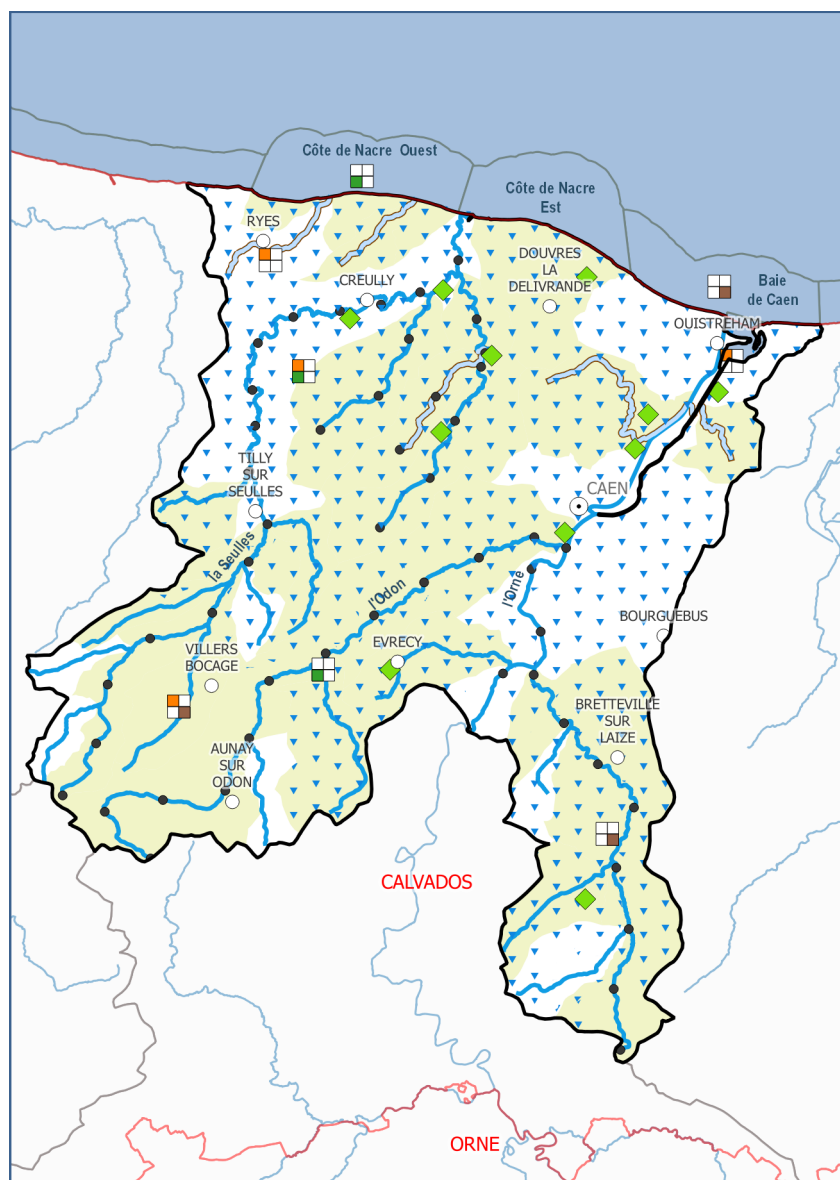 Côte de Nacre Ouest
Côte de Nacre
Est
RYES
DOUVRES
LA
DELIVRANDE
CREULLY
Baie
de Caen
OUISTREHAM
TILLY
SUR
SEULLES
CAEN
la Seulles
l'Odon
l'Orne
BOURGUEBUS
EVRECY
VILLERS
BOCAGE
BRETTEVILLE
SUR
LAIZE
AUNAY
SUR
ODON
CALVADOS
ORNE